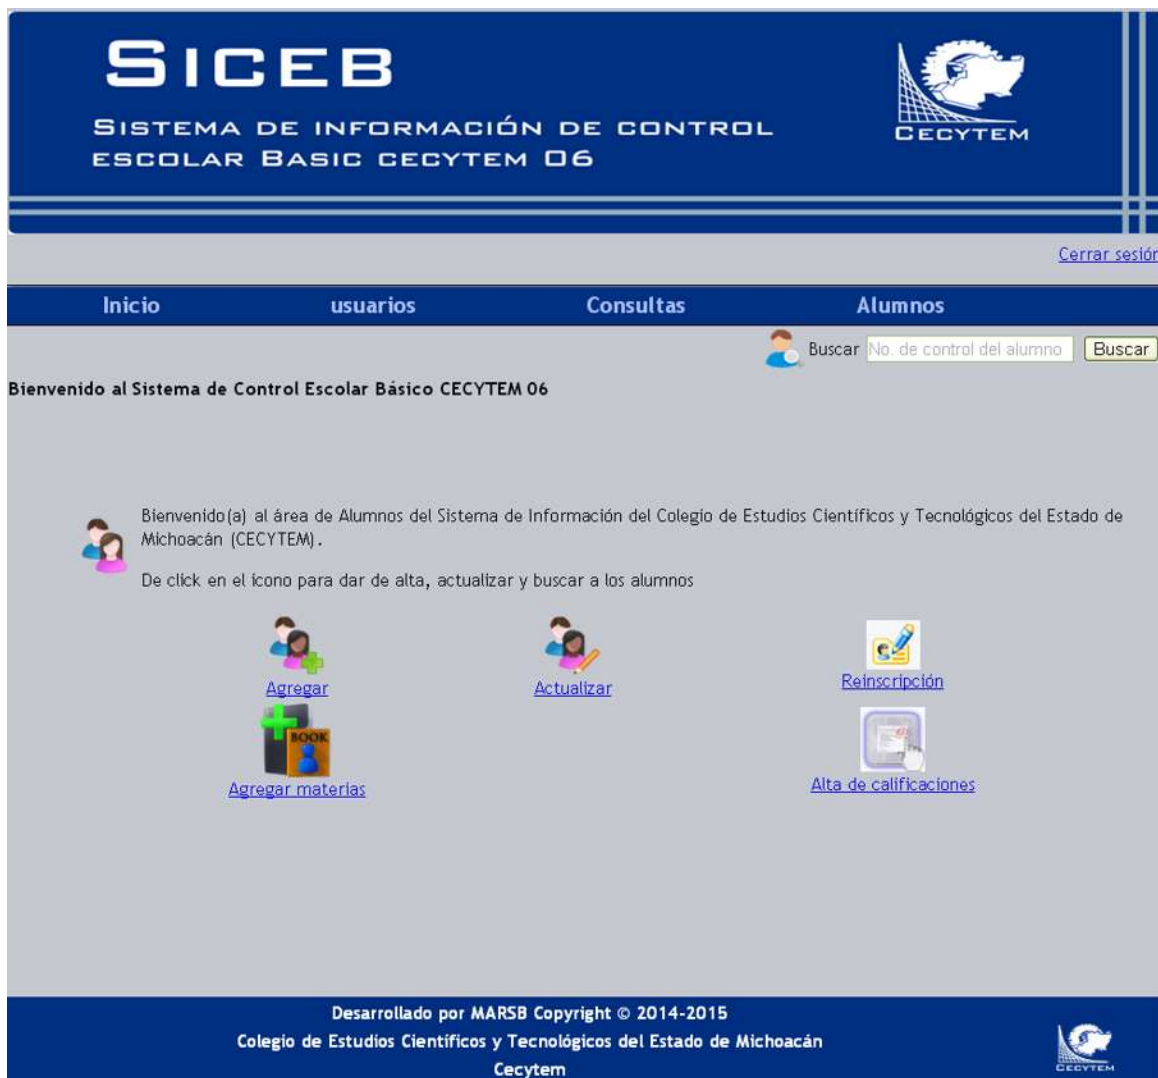 SICEB
SISTEMA DE INFORMACIÓN DE CONTROL
ESCOLAR BASIC CECYTEM 06
CECYTEM
Cerrar sesión
Inicio usuarios Consultas Alumnos
Buscar No. de control del alumno Buscar
Bienvenido al Sistema de Control Escolar Básico CECYTEM 06
Bienvenido(a) al área de Alumnos del Sistema de Información del Colegio de Estudios Científicos y Tecnológicos del Estado de
Michoacán (CECYTEM).
De click en el icono para dar de alta, actualizar y buscar a los alumnos
Agregar Actualizar Reinscripción
BOOK
Agregar materias Alta de calificaciones
Desarrollado por MARSB Copyright © 2014-2015
Colegio de Estudios Científicos y Tecnológicos del Estado de Michoacán
Cecytem
CECYTEM